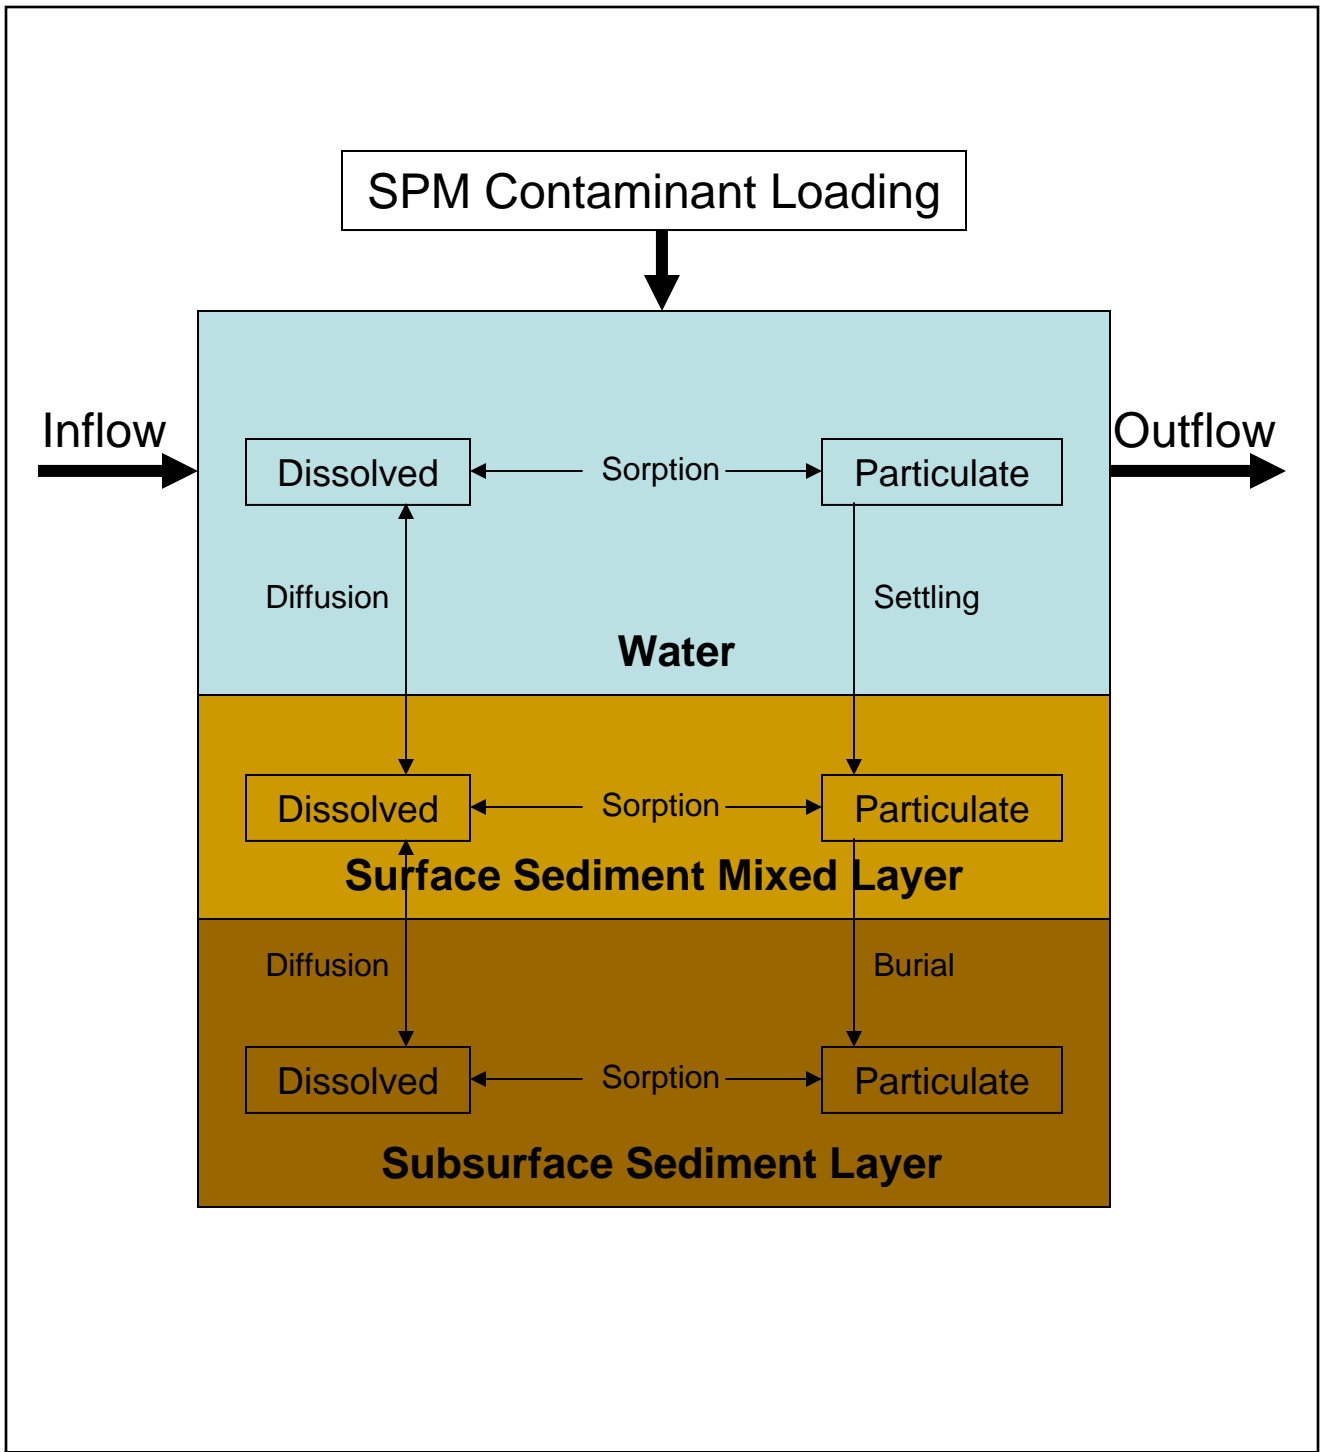 SPM Contaminant Loading
Inflow
Outflow
Dissolved
Sorption
Particulate
Diffusion
Settling
Water
Dissolved
Sorption
Particulate
Surface Sediment Mixed Layer
Diffusion
Burial
Dissolved
Sorption
Particulate
Subsurface Sediment Layer